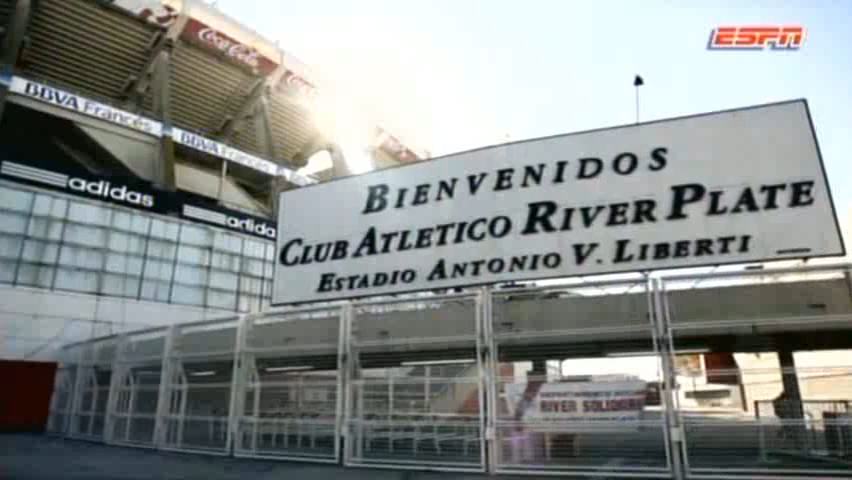 ESPN
Coca-Cola
BBVA Francés
BBVA Francés
adidas
adidas
BIENVENIDOS
CLUB ATLETICO RIVER PLATE
ESTADIO ANTONIO V. LIBERTI
RIVER SOLIDARIO